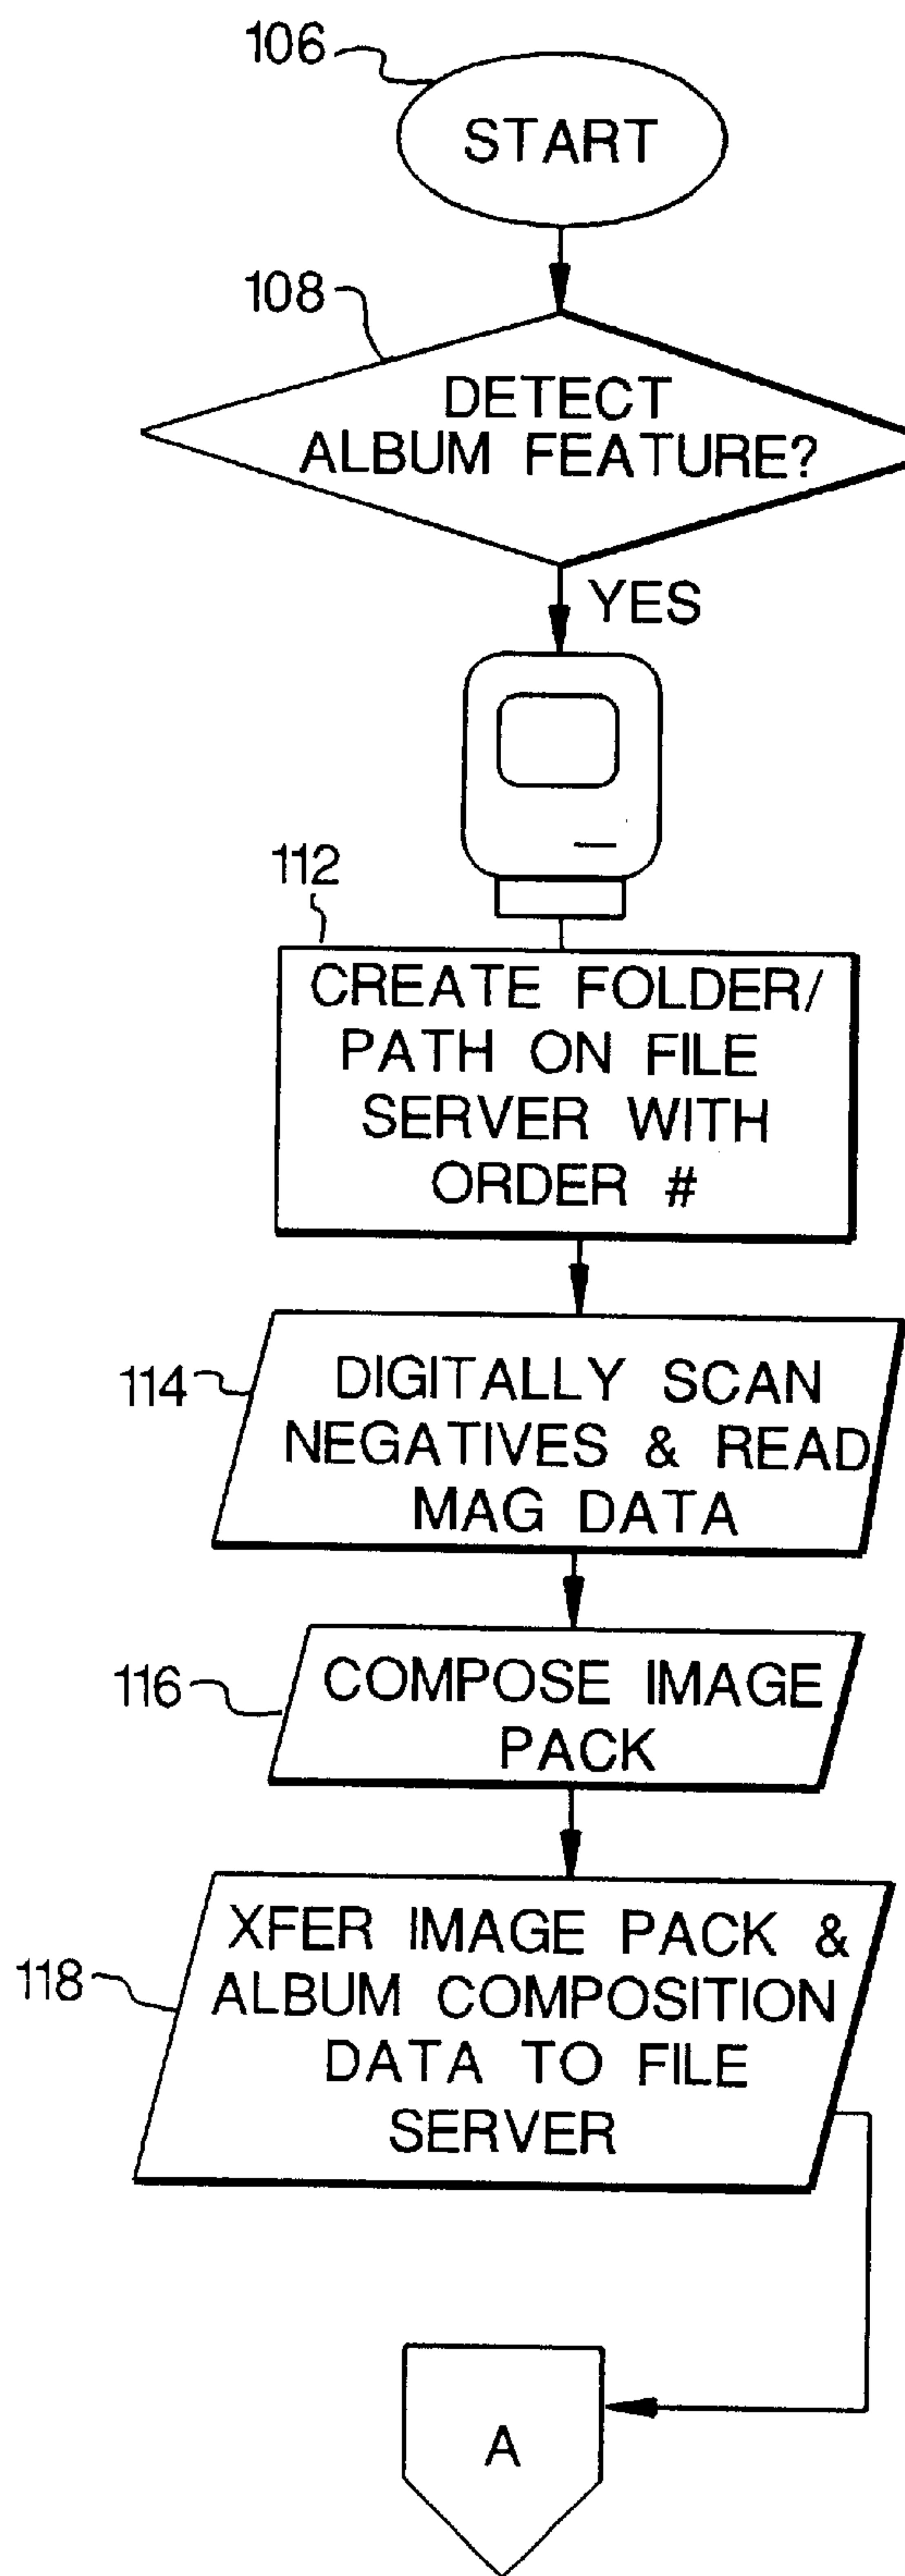 106
START
108
DETECT
ALBUM FEATURE?
YES
112
CREATE FOLDER/
PATH ON FILE
SERVER WITH
ORDER #
114
DIGITALLY SCAN
NEGATIVES & READ
MAG DATA
116
COMPOSE IMAGE
PACK
118
XFER IMAGE PACK &
ALBUM COMPOSITION
DATA TO FILE
SERVER
A